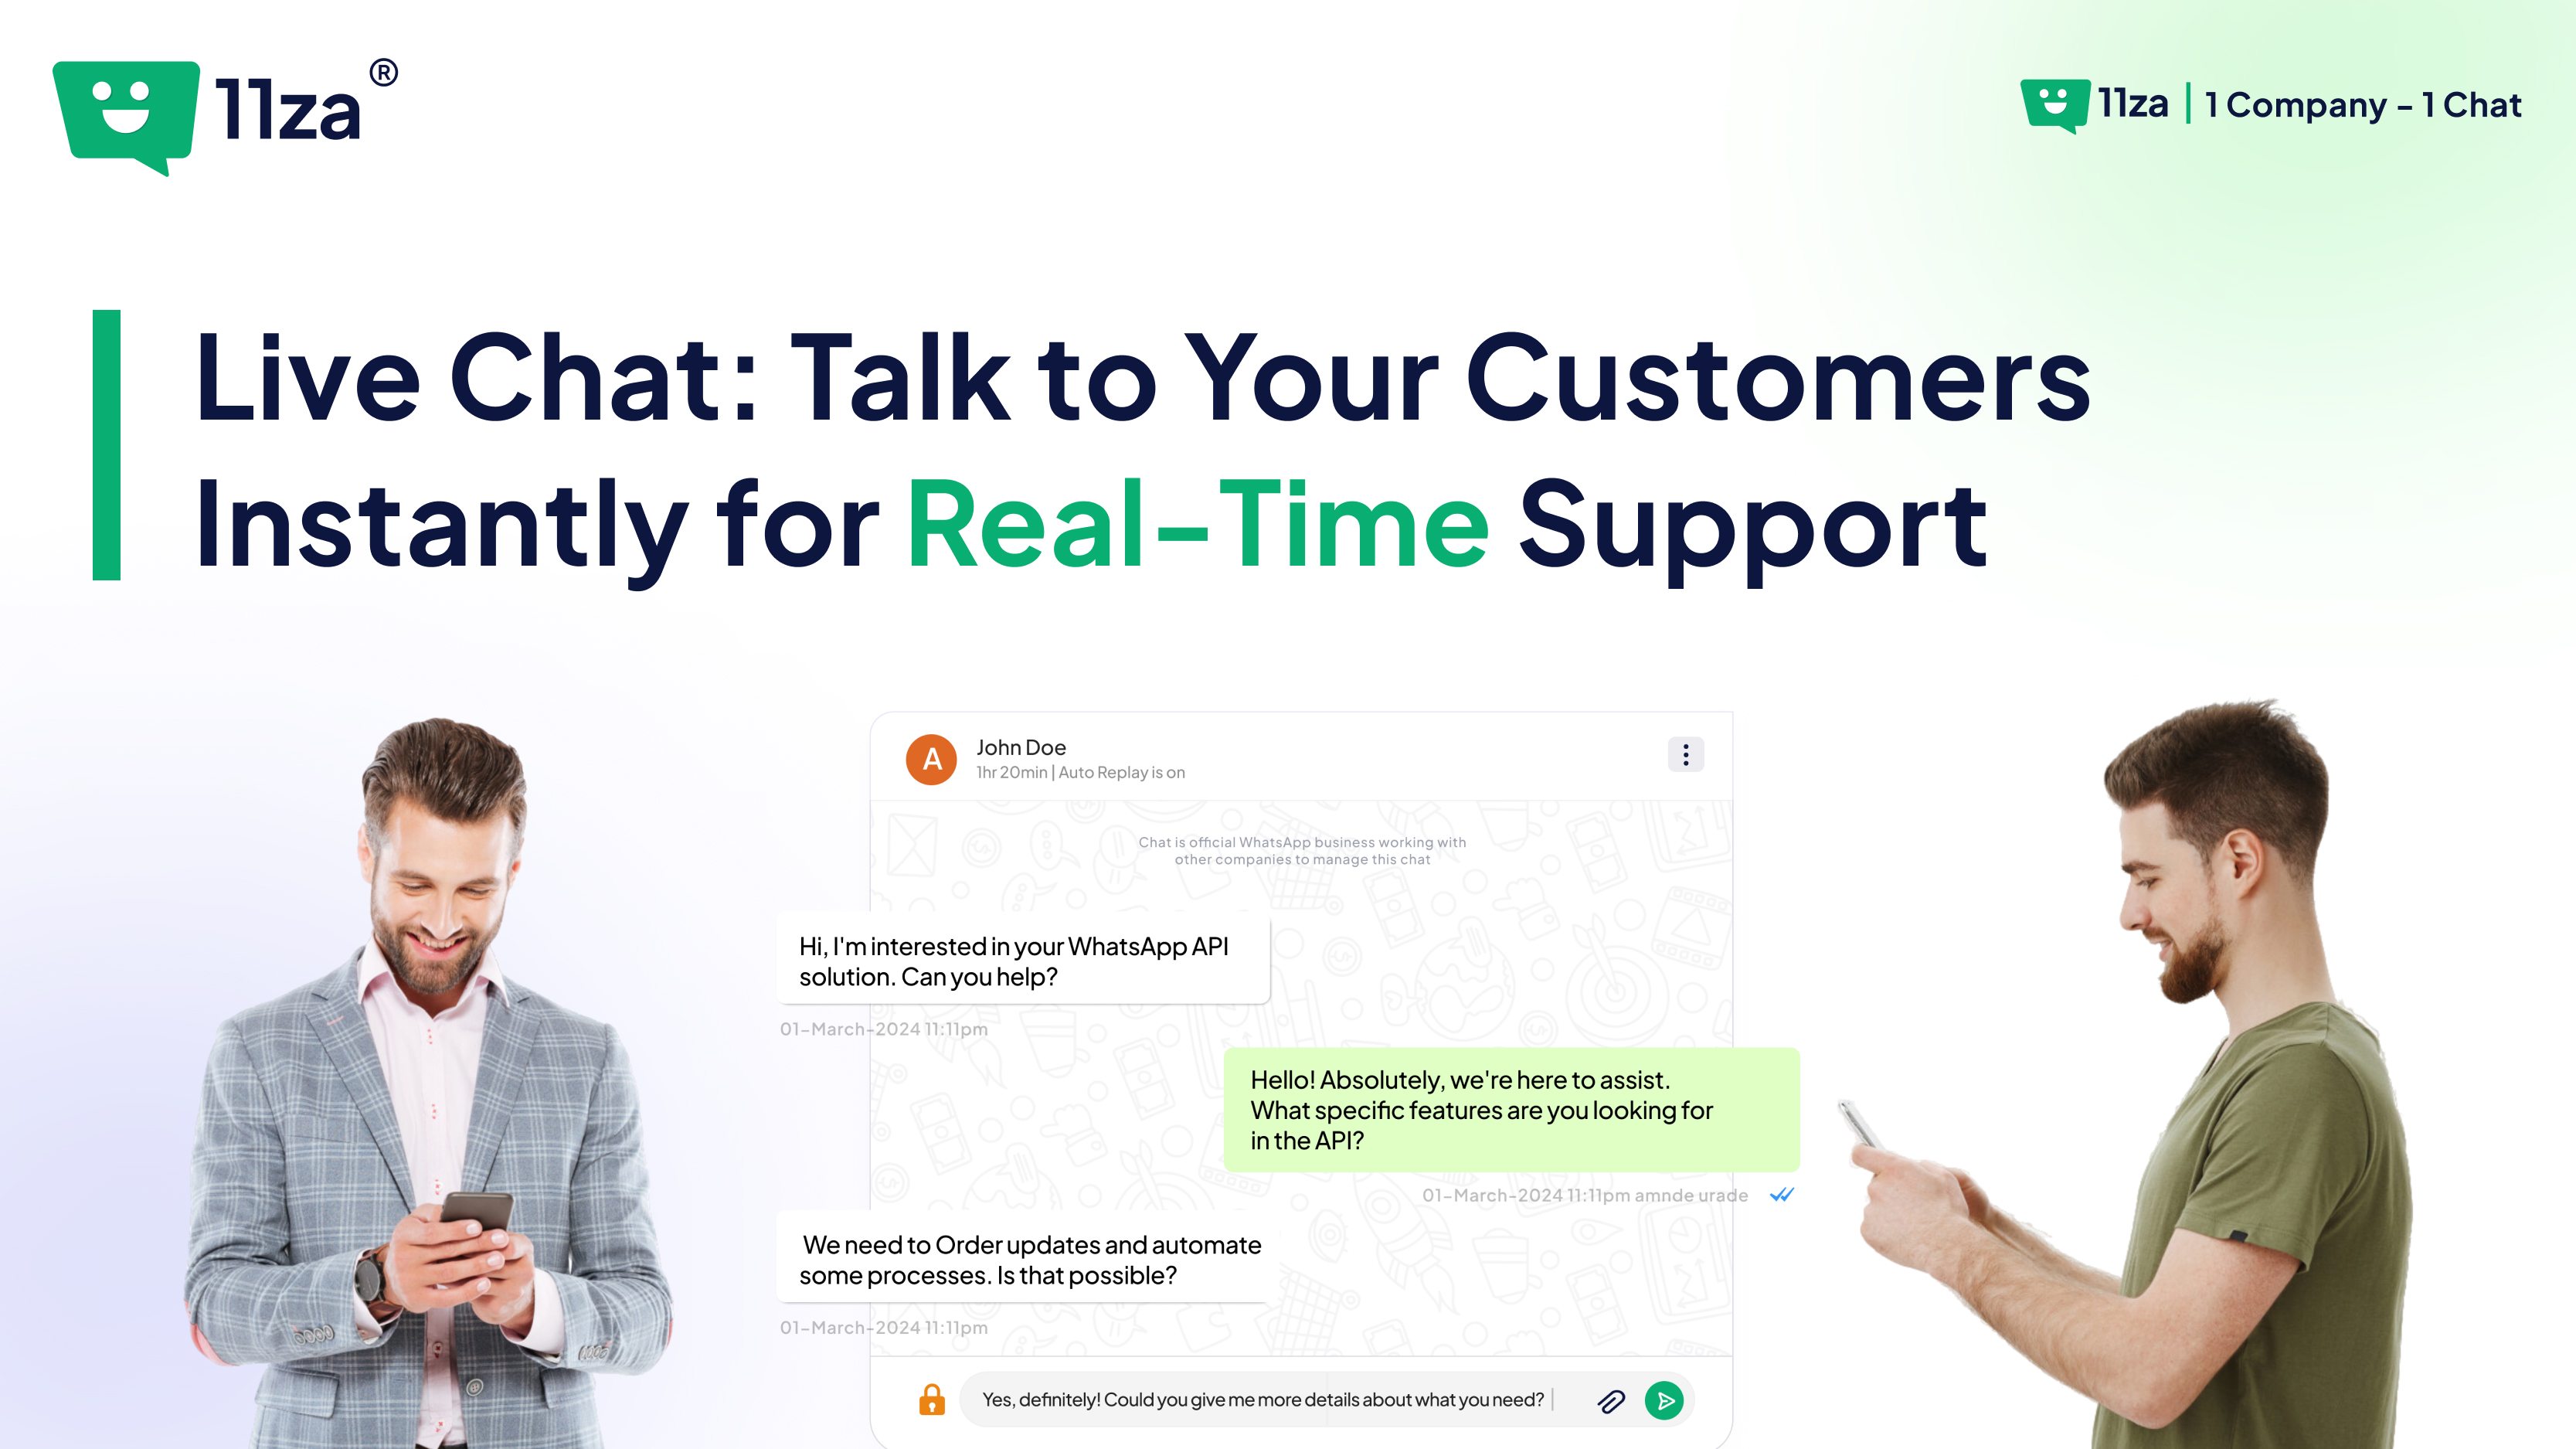 11za ®
11za | 1 Company - 1 Chat
Live Chat: Talk to Your Customers
Instantly for Real-Time Support
A
John Doe
1hr 20min | Auto Replay is on
Chat is official WhatsApp business working with
other companies to manage this chat
Hi, I'm interested in your WhatsApp API
solution. Can you help?
01-March-2024 11:11pm
Hello! Absolutely, we're here to assist.
What specific features are you looking for
in the API?
01-March-2024 11:11pm amnde urade
We need to Order updates and automate
some processes. Is that possible?
01-March-2024 11:11pm
Yes, definitely! Could you give me more details about what you need?